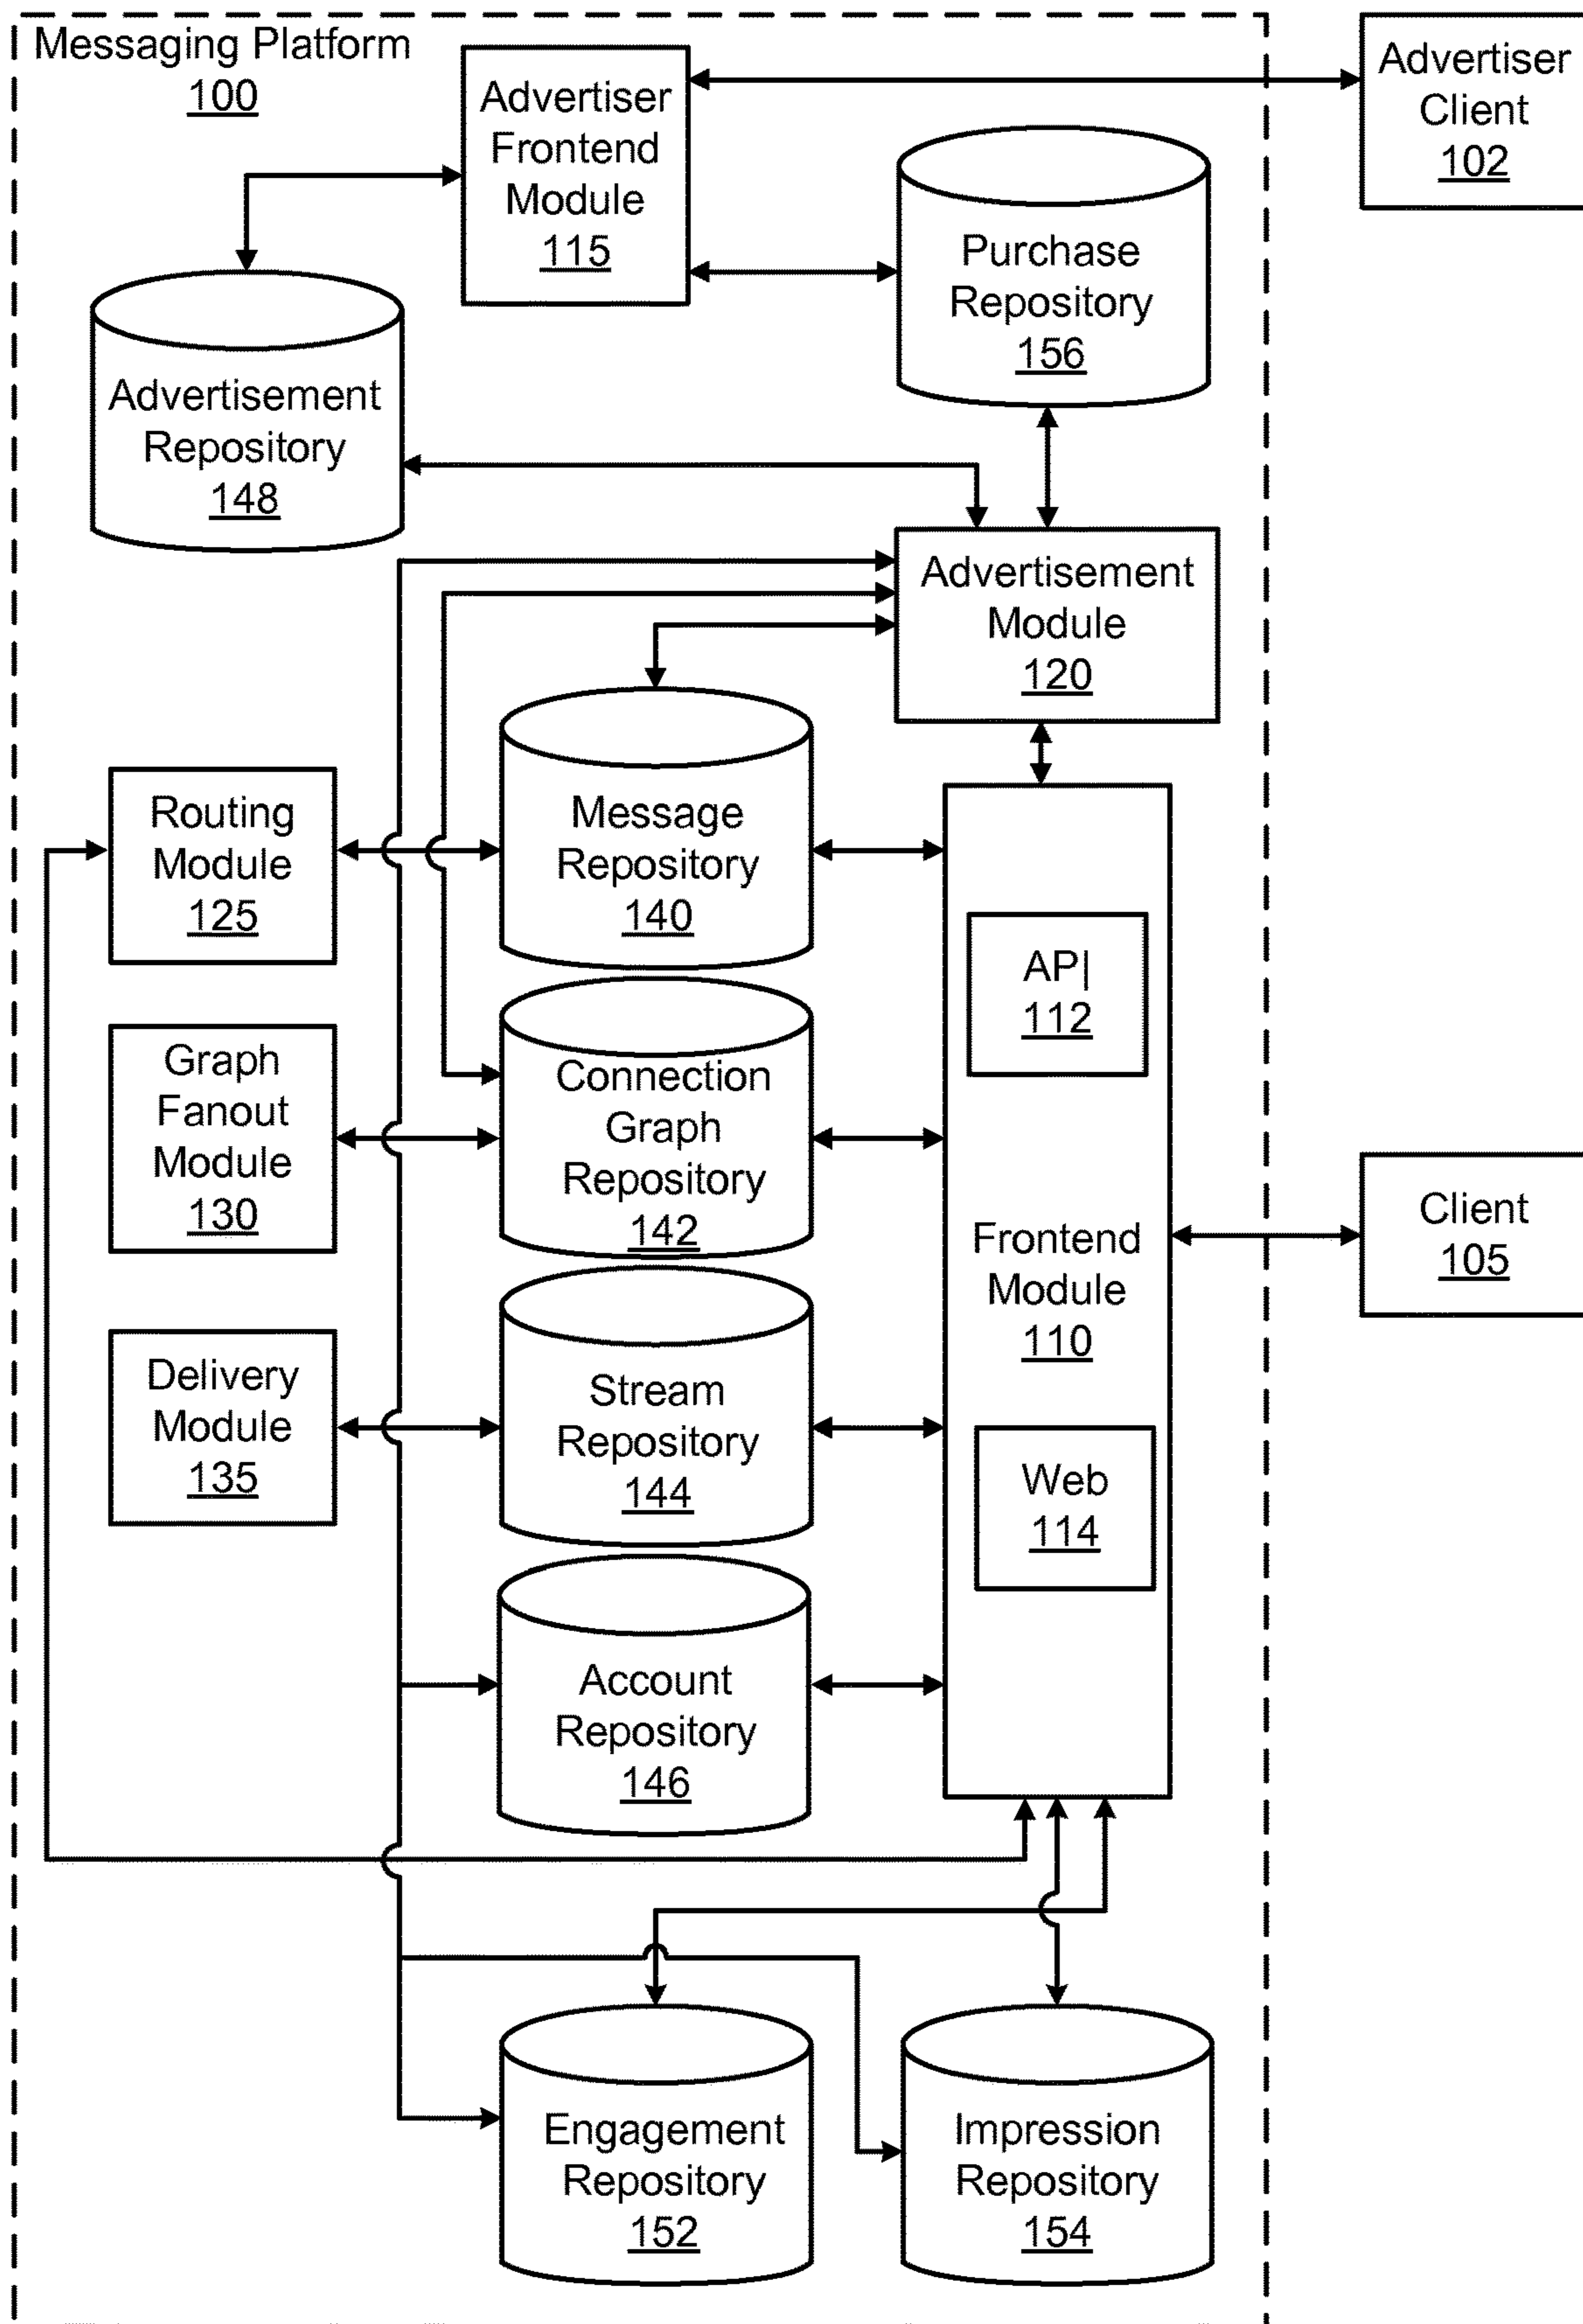 Messaging Platform
100
Advertiser
Frontend
Module
115
Advertiser
Client
102
Purchase
Repository
156
Advertisement
Repository
148
Advertisement
Module
120
Routing
Module
125
Message
Repository
140
API
112
Graph
Fanout
Module
130
Connection
Graph
Repository
142
Frontend
Module
110
Client
105
Delivery
Module
135
Stream
Repository
144
Web
114
Account
Repository
146
Engagement
Repository
152
Impression
Repository
154